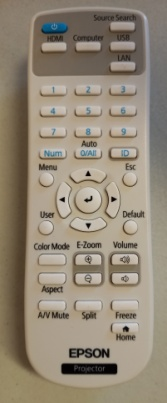 Source Search
HDMI Computer USB
LAN
1 2 3
4 5 6
7 8 9
Auto
Num 0/All ID
Menu Esc
User Default
Color Mode E-Zoom Volume
Aspect
A/V Mute Split Freeze
Home
EPSON
Projector